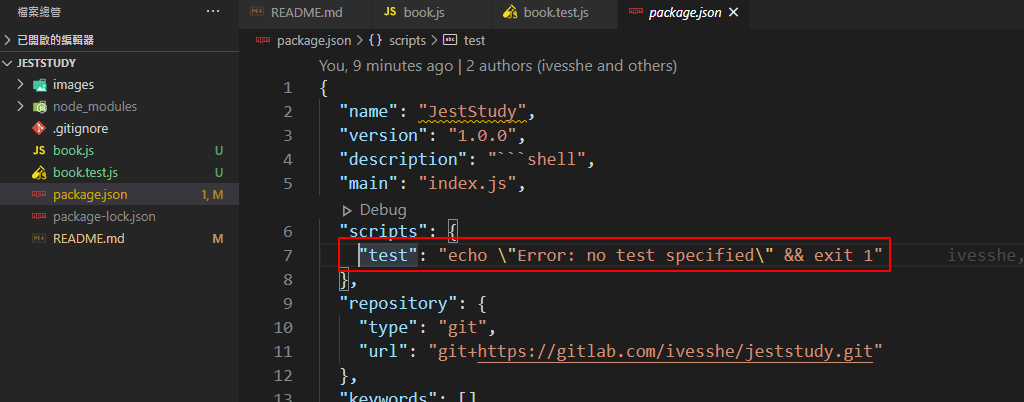 檔案總管 ···
已開啟的編輯器
JESTSTUDY
images
node_modules
.gitignore
book.js U
book.test.js U
package.json 1, M
package-lock.json
README.md M
README.md JS book.js book.test.js package.json
package.json > {} scripts > abc test
You, 9 minutes ago | 2 authors (ivesshe and others)
1 {
2 "name": "JestStudy",
3 "version": "1.0.0",
4 "description": "```shell",
5 "main": "index.js",
Debug
6 "scripts": {
7 "test": "echo \"Error: no test specified\" && exit 1" ivesshe,
8 },
9 "repository": {
10 "type": "git",
11 "url": "git+https://gitlab.com/ivesshe/jeststudy.git"
12 },
13 "keywords": [],